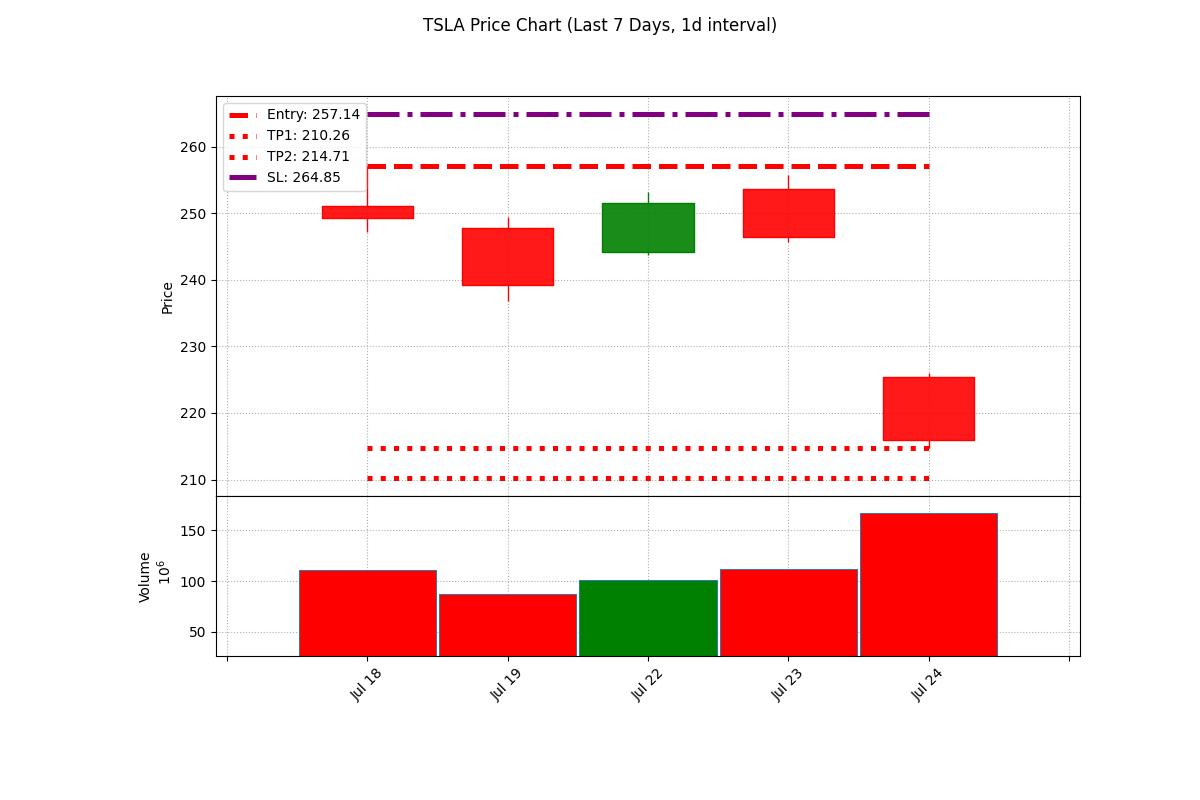 TSLA Price Chart (Last 7 Days, 1d interval)
Entry: 257.14
TP1: 210.26
TP2: 214.71
SL: 264.85
Price
260
250
240
230
220
210
Volume
10⁶
150
100
50
Jul 18
Jul 19
Jul 22
Jul 23
Jul 24